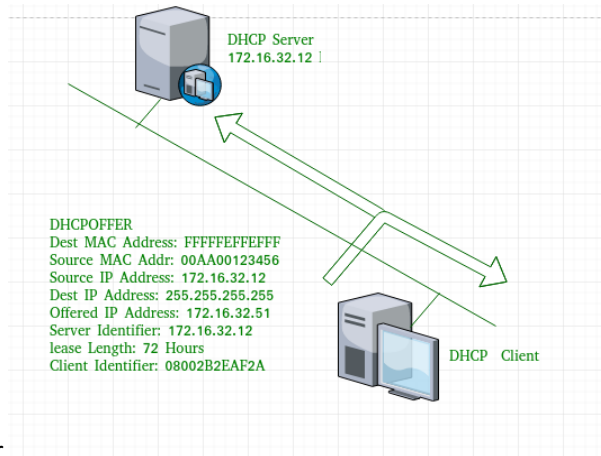 DHCP Server
172.16.32.12
DHCPOFFER
Dest MAC Address: FFFFFEFFEFFF
Source MAC Addr: 00AA00123456
Source IP Address: 172.16.32.12
Dest IP Address: 255.255.255.255
Offered IP Address: 172.16.32.51
Server Identifier: 172.16.32.12
lease Length: 72 Hours
Client Identifier: 08002B2EAF2A
DHCP Client